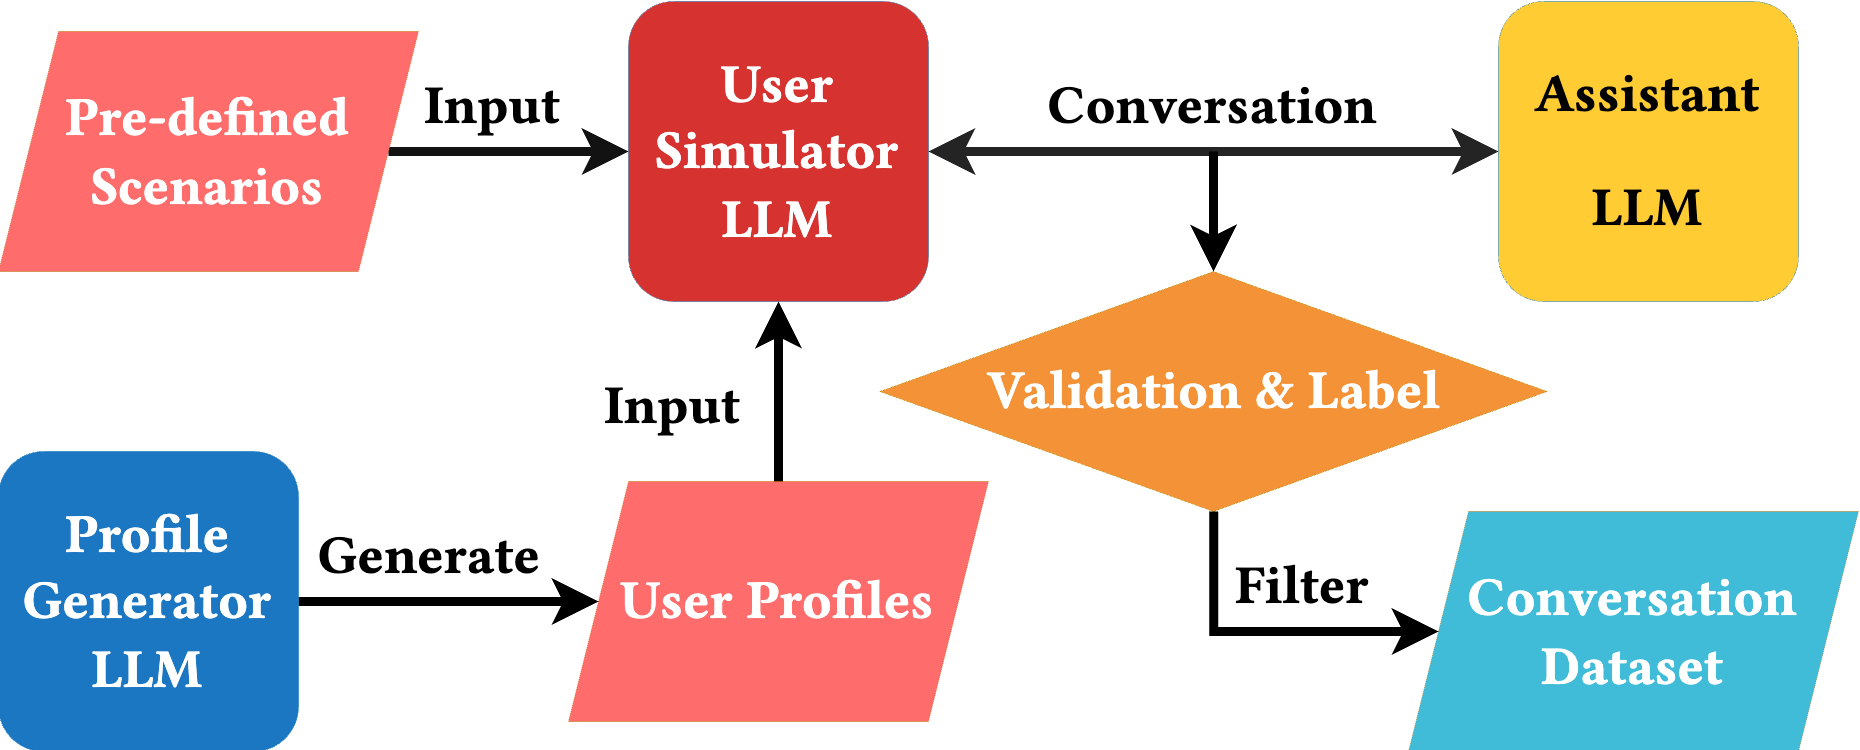 Pre-defined
Scenarios
Input
User
Simulator
LLM
Conversation
Assistant
LLM
Input
Validation & Label
Profile
Generator
LLM
Generate
User Profiles
Filter
Conversation
Dataset